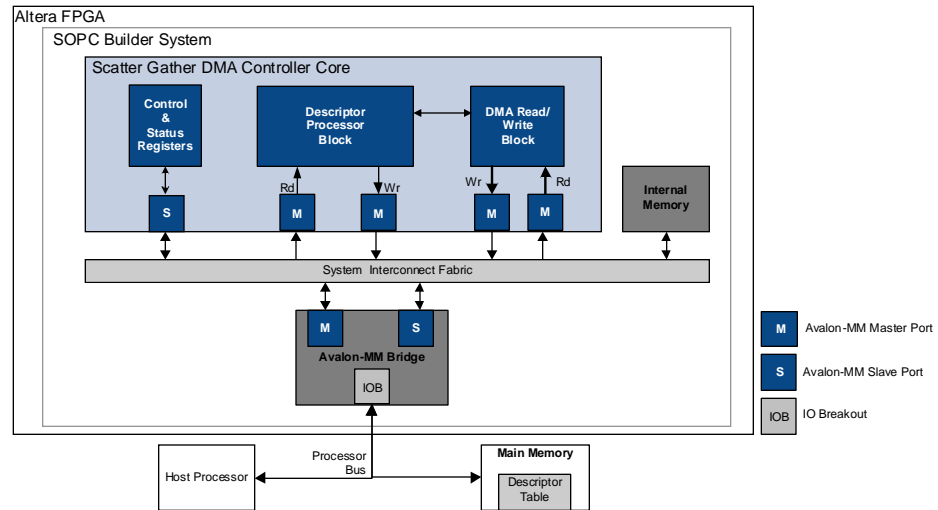 Altera FPGA
SOPC Builder System
Scatter Gather DMA Controller Core
Control
&
Status
Registers
Descriptor
Processor
Block
DMA Read/
Write
Block
Rd
Wr
Wr
Rd
S
M
M
M
M
Internal
Memory
System Interconnect Fabric
M
S
Avalon-MM Bridge
IOB
M
Avalon-MM Master Port
S
Avalon-MM Slave Port
IOB
IO Breakout
Host Processor
Processor
Bus
Main Memory
Descriptor
Table